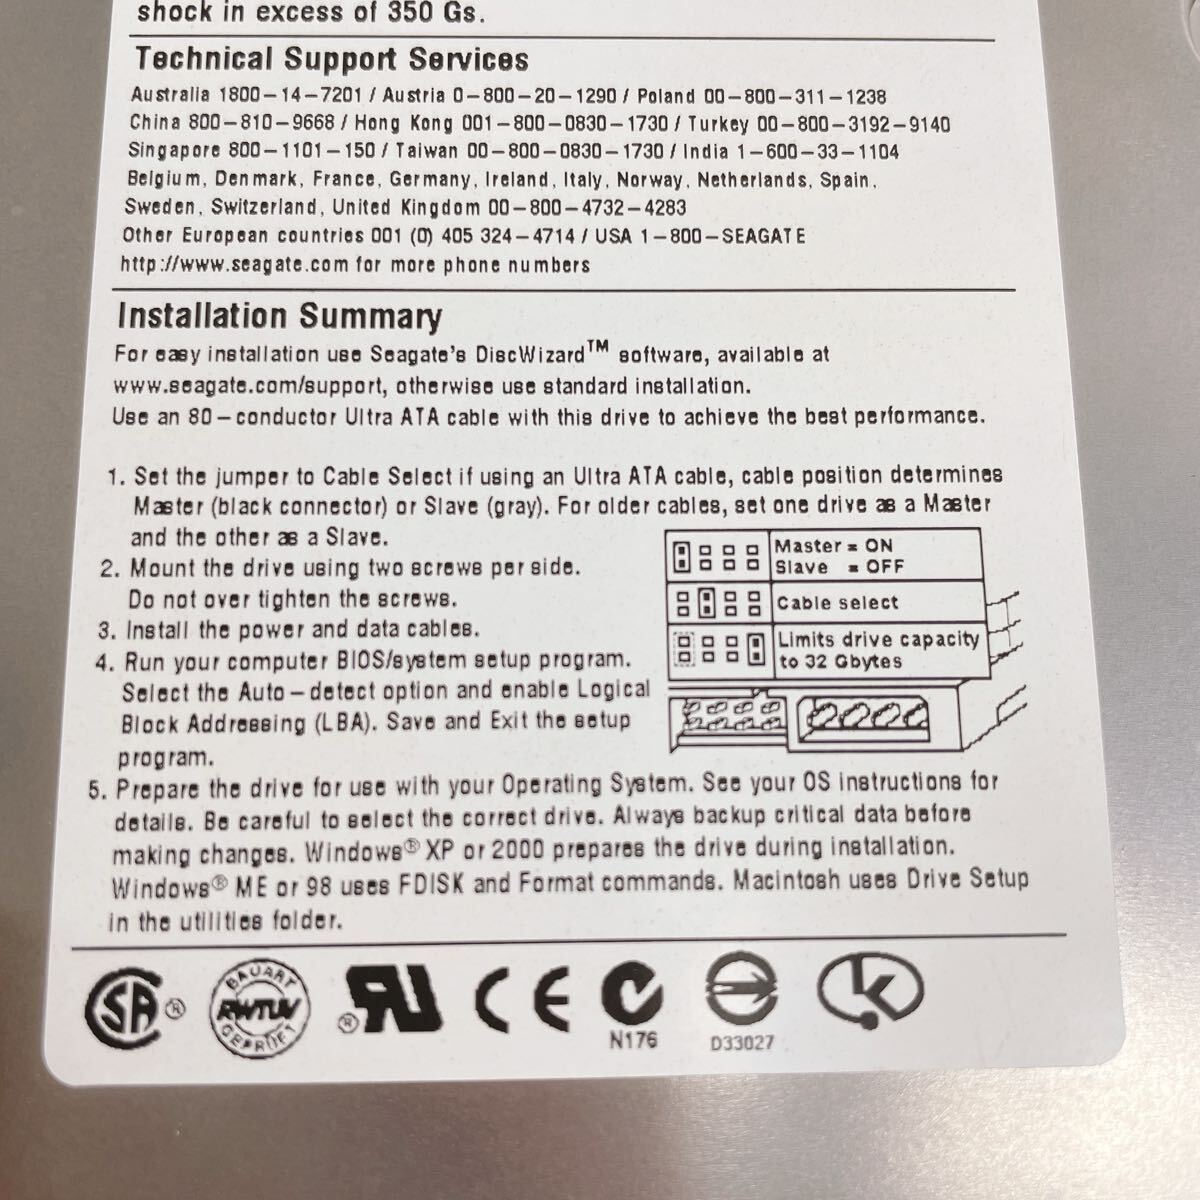 shock in excess of 350 Gs.
Technical Support Services
Australia 1800-14-7201 / Austria 0-800-20-1290 / Poland 00-800-311-1238
China 800-810-9668 / Hong Kong 001-800-0830-1730 / Turkey 00-800-3192-9140
Singapore 800-1101-150 / Taiwan 00-800-0830-1730 / India 1-600-33-1104
Belgium, Denmark, France, Germany, Ireland, Italy, Norway, Netherlands, Spain,
Sweden, Switzerland, United Kingdom 00-800-4732-4283
Other European countries 001 (0) 405 324-4714 / USA 1-800-SEAGATE
http://www.seagate.com for more phone numbers
Installation Summary
For easy installation use Seagate's DiscWizard™ software, available at
www.seagate.com/support, otherwise use standard installation.
Use an 80-conductor Ultra ATA cable with this drive to achieve the best performance.
1. Set the jumper to Cable Select if using an Ultra ATA cable, cable position determines
Master (black connector) or Slave (gray). For older cables, set one drive as a Master
and the other as a Slave.
2. Mount the drive using two screws per side.
Do not over tighten the screws.
3. Install the power and data cables.
4. Run your computer BIOS/system setup program.
Select the Auto-detect option and enable Logical
Block Addressing (LBA). Save and Exit the setup
program.
Master = ON
Slave = OFF
Cable select
Limits drive capacity
to 32 Gbytes
5. Prepare the drive for use with your Operating System. See your OS instructions for
details. Be careful to select the correct drive. Always backup critical data before
making changes. Windows® XP or 2000 prepares the drive during installation.
Windows® ME or 98 uses FDISK and Format commands. Macintosh uses Drive Setup
in the utilities folder.
SA ®
BAUART
RWTUV
GEPRÜFT
® RU
CE
N176
D33027
K